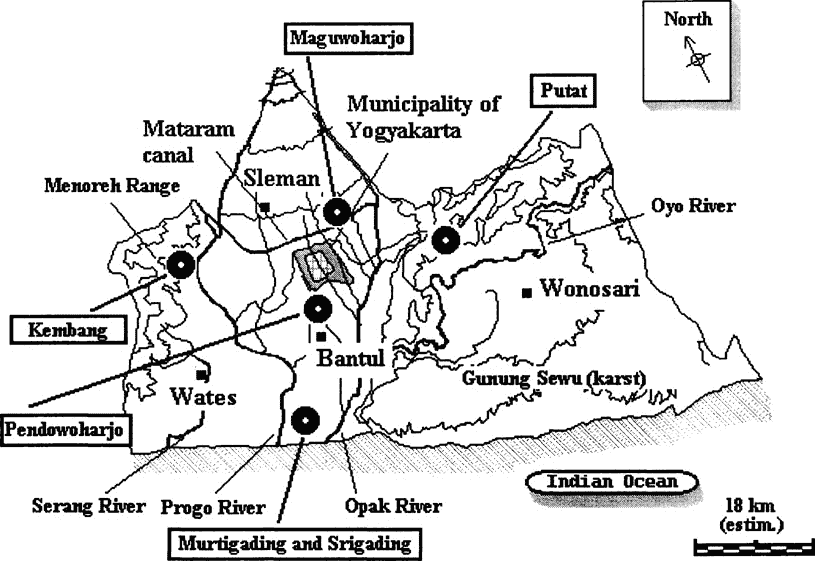 North
Maguwoharjo
Putat
Municipality of
Yogyakarta
Mataram
canal
Sleman
Menoreh Range
Oyo River
Wonosari
Kembang
Bantul
Gunung Sewu (karst)
Wates
Pendowoharjo
Serang River
Progo River
Opak River
Indian Ocean
18 km
(estim.)
Murtigading and Srigading